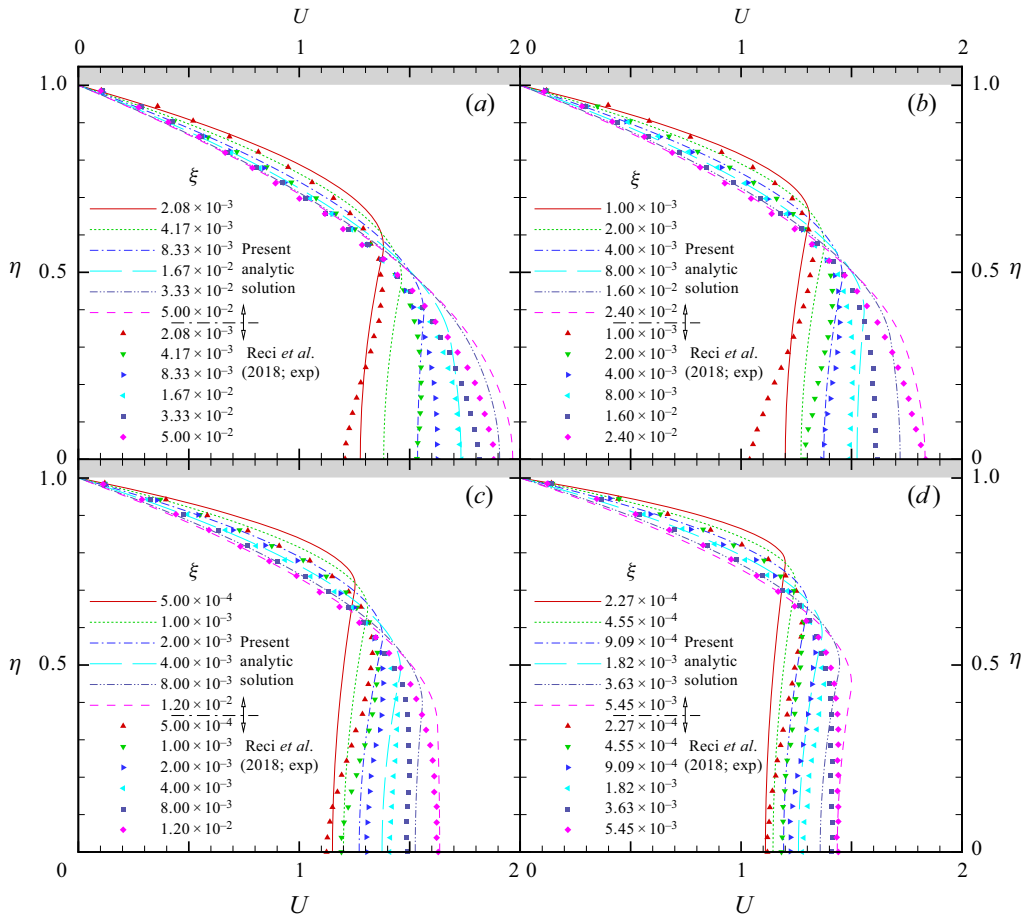 U U
0 1 2 0 1 2
1.0 (a) (b) 1.0
ξ ξ
2.08 × 10–3 1.00 × 10–3
4.17 × 10–3 2.00 × 10–3
8.33 × 10–3 Present 4.00 × 10–3 Present
η 0.5 1.67 × 10–2 analytic 8.00 × 10–3 analytic 0.5 η
3.33 × 10–2 solution 1.60 × 10–2 solution
5.00 × 10–2 2.40 × 10–2
2.08 × 10–3 1.00 × 10–3
4.17 × 10–3 Reci et al. 2.00 × 10–3 Reci et al.
8.33 × 10–3 (2018; exp) 4.00 × 10–3 (2018; exp)
1.67 × 10–2 8.00 × 10–3
3.33 × 10–2 1.60 × 10–2
5.00 × 10–2 2.40 × 10–2
0 0
1.0 (c) (d) 1.0
ξ ξ
5.00 × 10–4 2.27 × 10–4
1.00 × 10–3 4.55 × 10–4
2.00 × 10–3 Present 9.09 × 10–4 Present
η 0.5 4.00 × 10–3 analytic 1.82 × 10–3 analytic 0.5 η
8.00 × 10–3 solution 3.63 × 10–3 solution
1.20 × 10–2 5.45 × 10–3
5.00 × 10–4 2.27 × 10–4
1.00 × 10–3 Reci et al. 4.55 × 10–4 Reci et al.
2.00 × 10–3 (2018; exp) 9.09 × 10–4 (2018; exp)
4.00 × 10–3 1.82 × 10–3
8.00 × 10–3 3.63 × 10–3
1.20 × 10–2 5.45 × 10–3
0
0 1 2 0 1 2
U U